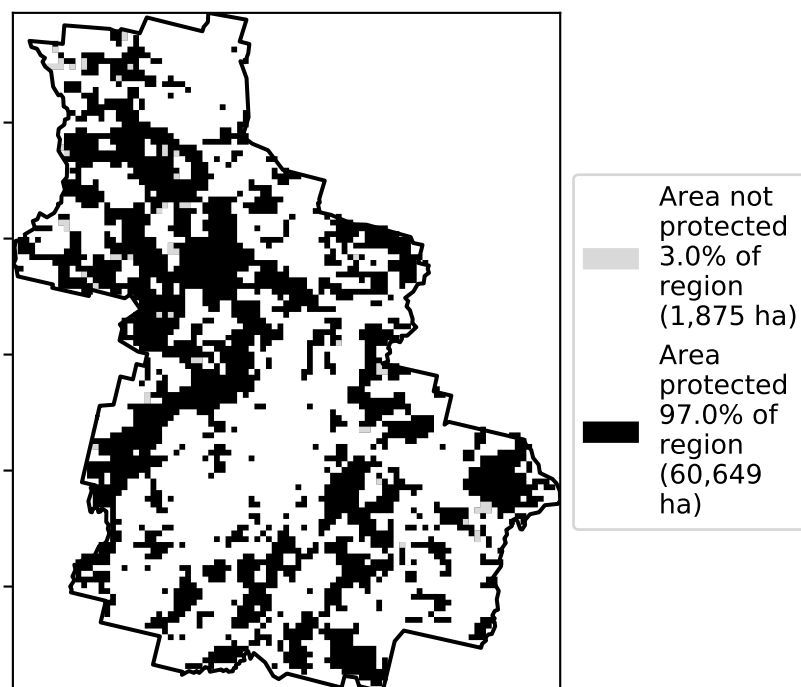 Area not
protected
3.0% of
region
(1,875 ha)
Area
protected
97.0% of
region
(60,649
ha)